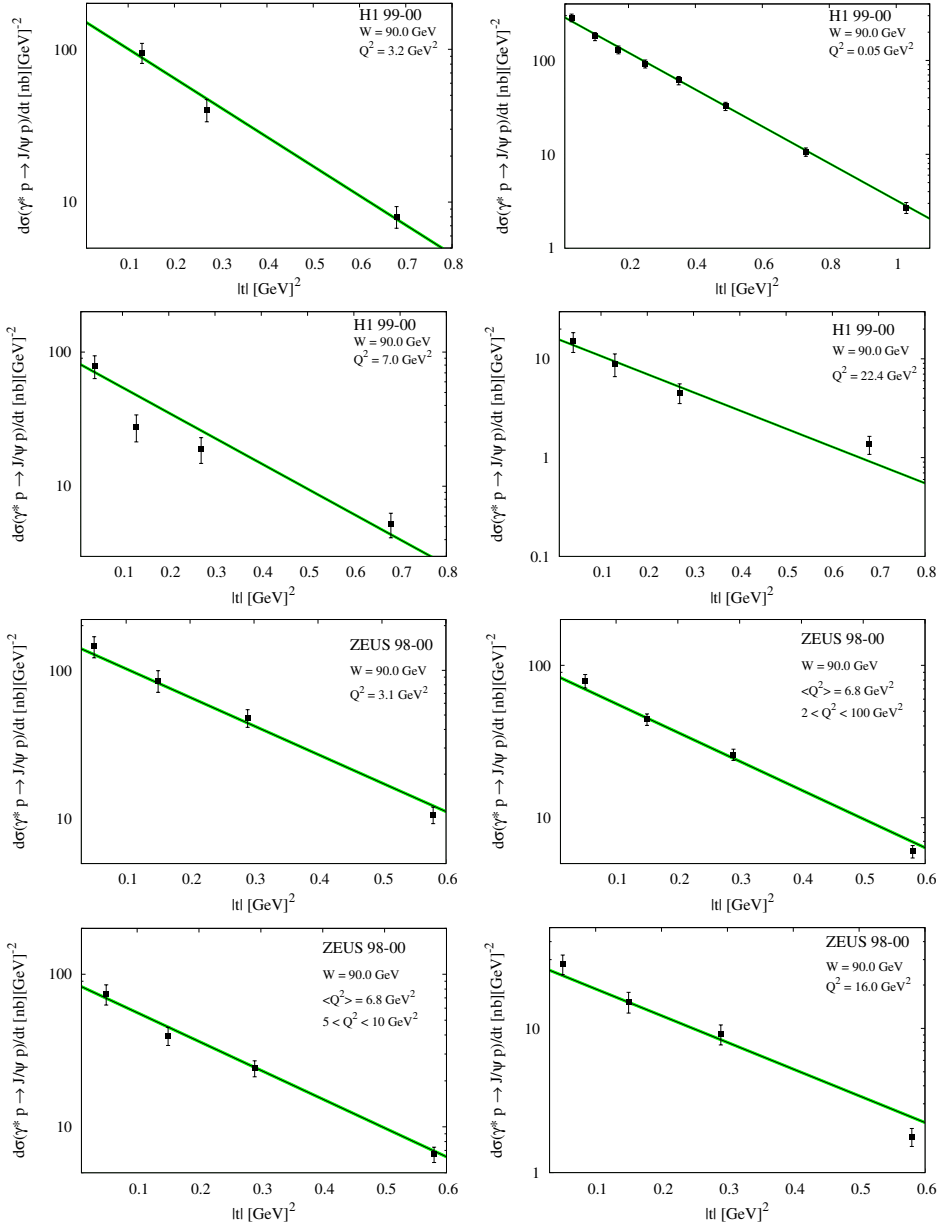 H1 99-00
W = 90.0 GeV
Q² = 3.2 GeV²
100
10
0.1 0.2 0.3 0.4 0.5 0.6 0.7 0.8
|t| [GeV]²
dσ(γ* p → J/ψ p)/dt [nb][GeV]⁻²
H1 99-00
W = 90.0 GeV
Q² = 0.05 GeV²
100
10
1
0.2 0.4 0.6 0.8 1
|t| [GeV]²
dσ(γ* p → J/ψ p)/dt [nb][GeV]⁻²
H1 99-00
W = 90.0 GeV
Q² = 7.0 GeV²
100
10
0.1 0.2 0.3 0.4 0.5 0.6 0.7 0.8
|t| [GeV]²
dσ(γ* p → J/ψ p)/dt [nb][GeV]⁻²
H1 99-00
W = 90.0 GeV
Q² = 22.4 GeV²
10
1
0.1
0.1 0.2 0.3 0.4 0.5 0.6 0.7 0.8
|t| [GeV]²
dσ(γ* p → J/ψ p)/dt [nb][GeV]⁻²
ZEUS 98-00
W = 90.0 GeV
Q² = 3.1 GeV²
100
10
0.1 0.2 0.3 0.4 0.5 0.6
|t| [GeV]²
dσ(γ* p → J/ψ p)/dt [nb][GeV]⁻²
ZEUS 98-00
W = 90.0 GeV
<Q²> = 6.8 GeV²
2 < Q² < 100 GeV²
100
10
0.1 0.2 0.3 0.4 0.5 0.6
|t| [GeV]²
dσ(γ* p → J/ψ p)/dt [nb][GeV]⁻²
ZEUS 98-00
W = 90.0 GeV
<Q²> = 6.8 GeV²
5 < Q² < 10 GeV²
100
10
0.1 0.2 0.3 0.4 0.5 0.6
|t| [GeV]²
dσ(γ* p → J/ψ p)/dt [nb][GeV]⁻²
ZEUS 98-00
W = 90.0 GeV
Q² = 16.0 GeV²
10
1
0.1 0.2 0.3 0.4 0.5 0.6
|t| [GeV]²
dσ(γ* p → J/ψ p)/dt [nb][GeV]⁻²